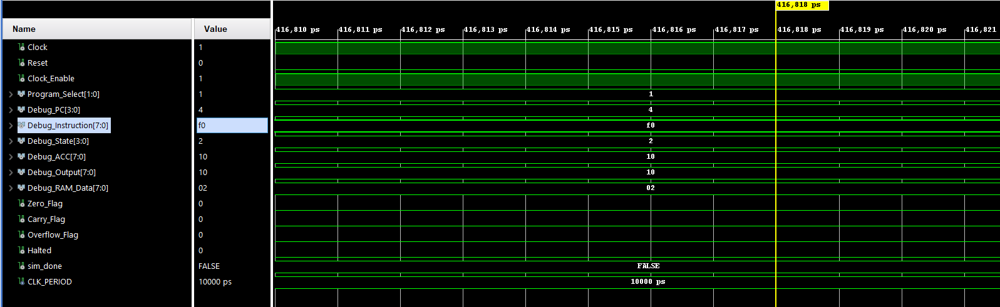 416,818 ps
Name Value 416,810 ps 416,811 ps 416,812 ps 416,813 ps 416,814 ps 416,815 ps 416,816 ps 416,817 ps 416,818 ps 416,819 ps 416,820 ps 416,821
Clock 1
Reset 0
Clock_Enable 1
Program_Select[1:0] 1 1
Debug_PC[3:0] 4 4
Debug_Instruction[7:0] f0 f0
Debug_State[3:0] 2 2
Debug_ACC[7:0] 10 10
Debug_Output[7:0] 10 10
Debug_RAM_Data[7:0] 02 02
Zero_Flag 0
Carry_Flag 0
Overflow_Flag 0
Halted 0
sim_done FALSE FALSE
CLK_PERIOD 10000 ps 10000 ps